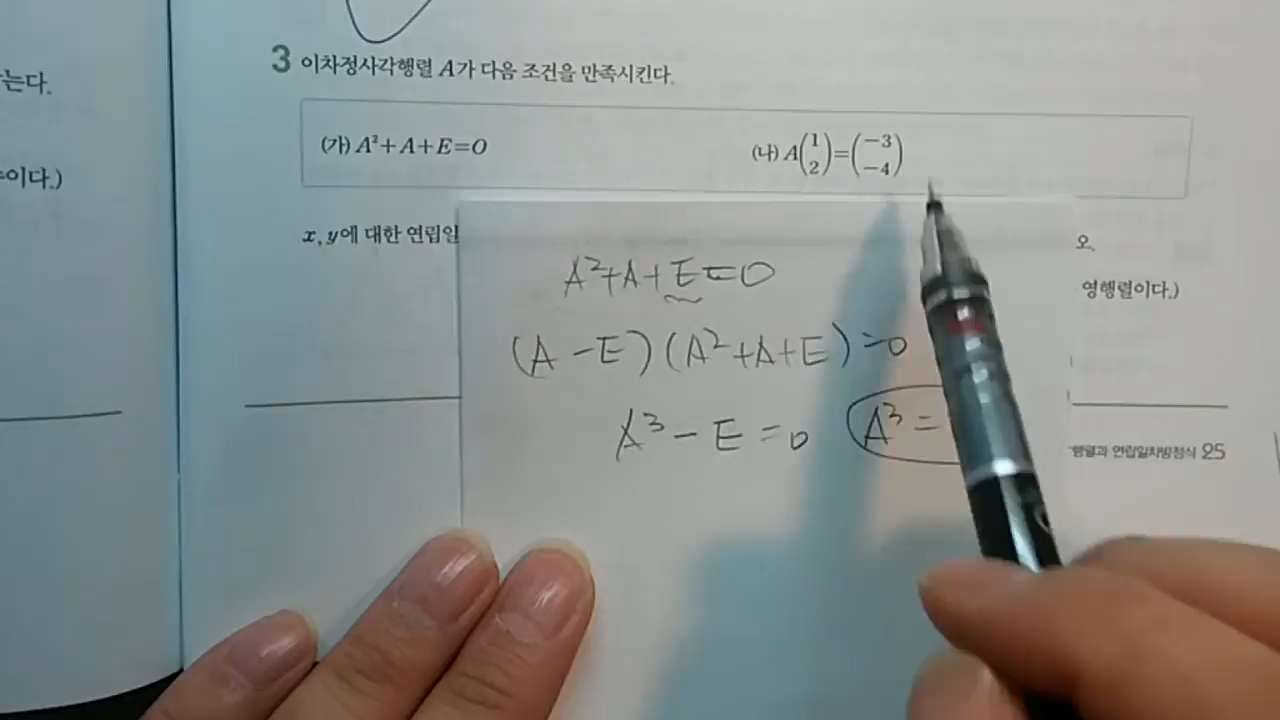 3 이차정사각행렬 A가 다음 조건을 만족시킨다.
(가) A²+A+E=O
(나) A(1 2)=(-3 -4)
x, y에 대한 연립일
오.
영행렬이다.)
이다.)
A²+A+E=0
(A-E)(A²+A+E)=0
A³-E=0
A³=
행렬과 연립일차방정식 25